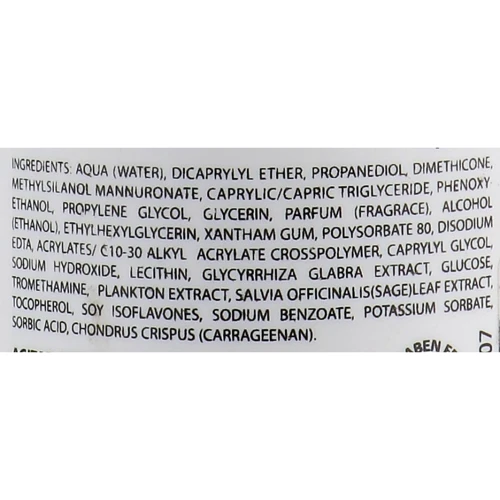 INGREDIENTS: AQUA (WATER), DICAPRYLYL ETHER, PROPANEDIOL, DIMETHICONE,
METHYLSILANOL MANNURONATE, CAPRYLIC/CAPRIC TRIGLYCERIDE, PHENOXY-
ETHANOL, PROPYLENE GLYCOL, GLYCERIN, PARFUM (FRAGRACE), ALCOHOL
(ETHANOL), ETHYLHEXYLGLYCERIN, XANTHAM GUM, POLYSORBATE 80, DISODIUM
EDTA, ACRYLATES/ C10-30 ALKYL ACRYLATE CROSSPOLYMER, CAPRYLYL GLYCOL,
SODIUM HYDROXIDE, LECITHIN, GLYCYRRHIZA GLABRA EXTRACT, GLUCOSE,
TROMETHAMINE, PLANKTON EXTRACT, SALVIA OFFICINALIS(SAGE)LEAF EXTRACT,
TOCOPHEROL, SOY ISOFLAVONES, SODIUM BENZOATE, POTASSIUM SORBATE,
SORBIC ACID, CHONDRUS CRISPUS (CARRAGEENAN).
07